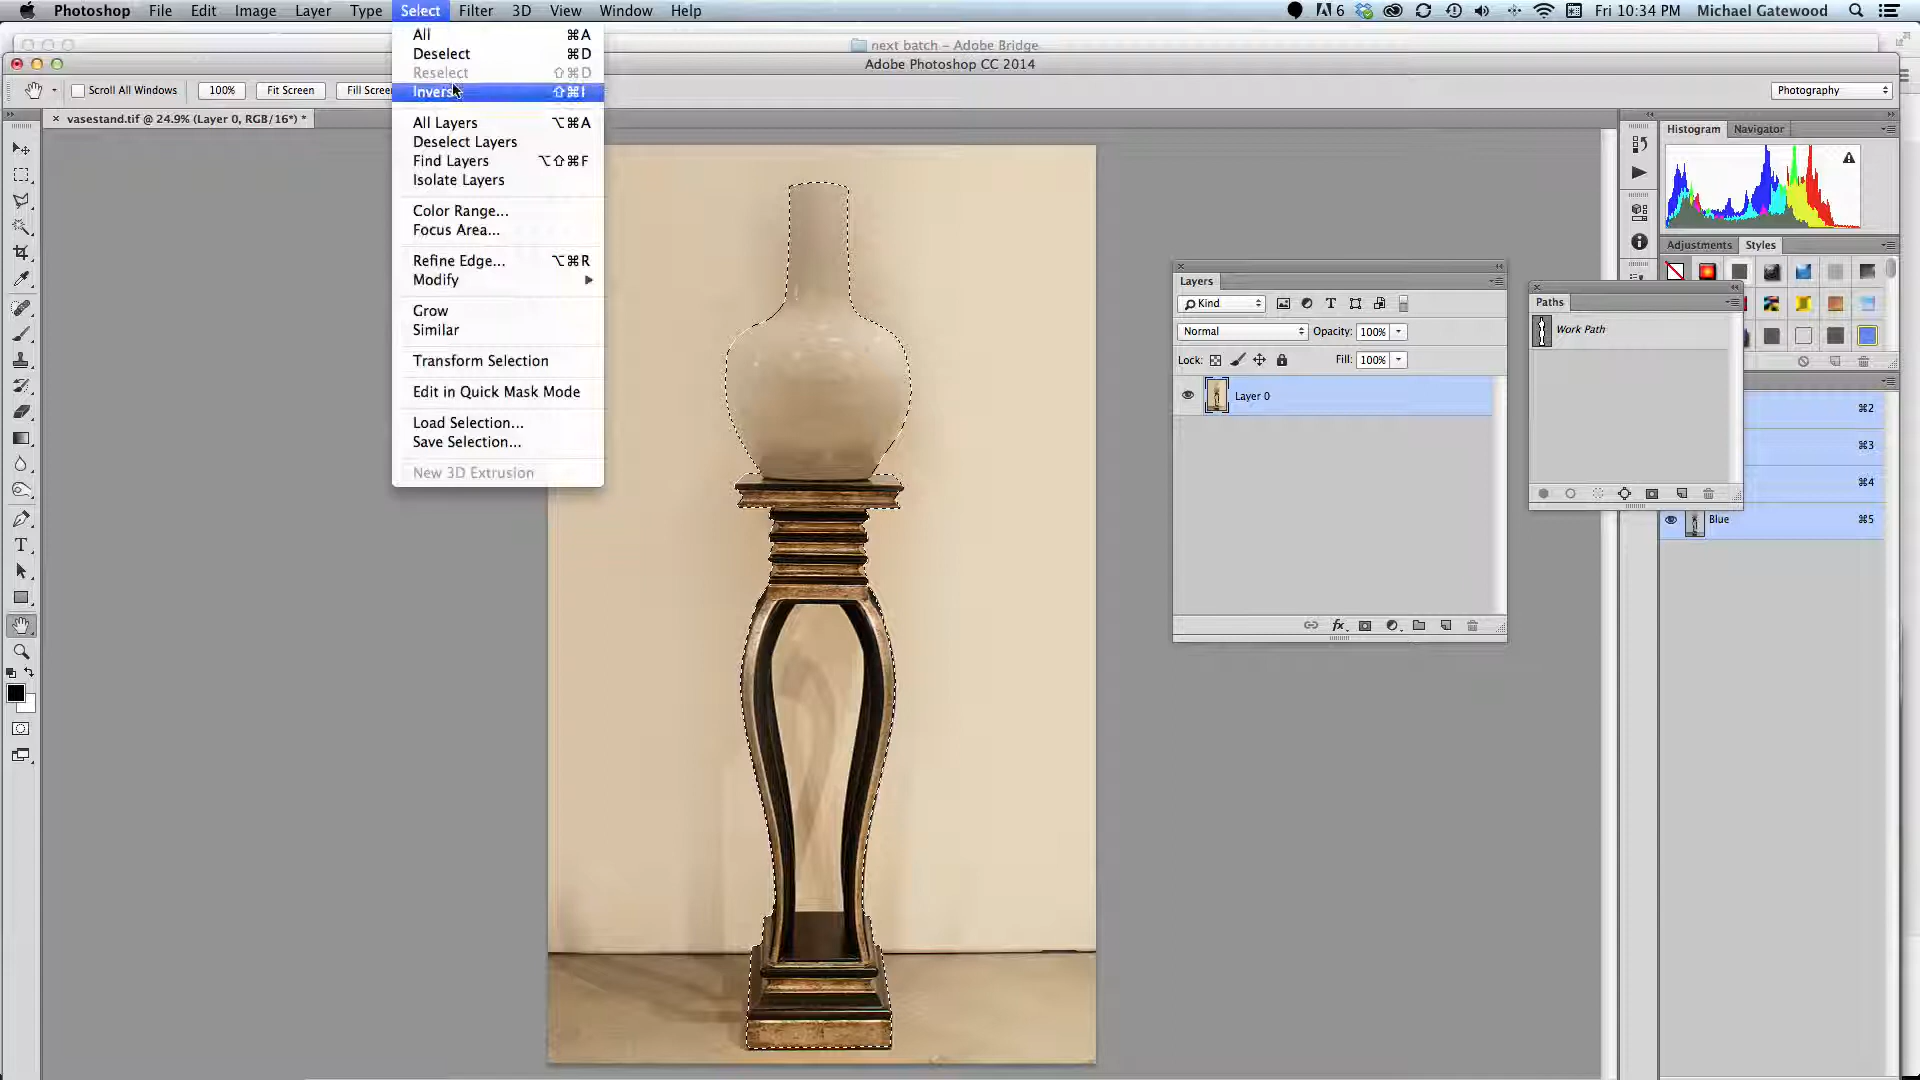 Photoshop File Edit Image Layer Type Select Filter 3D View Window Help 6 Fri 10:34 PM Michael Gatewood
next batch – Adobe Bridge
Adobe Photoshop CC 2014
Scroll All Windows 100% Fit Screen Fill Screen Photography
× vasestand.tif @ 24.9% (Layer 0, RGB/16*) *
All ⌘A
Deselect ⌘D
Reselect ⇧⌘D
Inverse ⇧⌘I
All Layers ⌥⌘A
Deselect Layers
Find Layers ⌥⇧⌘F
Isolate Layers
Color Range...
Focus Area...
Refine Edge... ⌥⌘R
Modify
Grow
Similar
Transform Selection
Edit in Quick Mask Mode
Load Selection...
Save Selection...
New 3D Extrusion
Layers
Kind
Normal Opacity: 100%
Lock: Fill: 100%
Layer 0
fx
Histogram Navigator
Adjustments Styles
Paths
Work Path
⌘2
⌘3
⌘4
Blue ⌘5